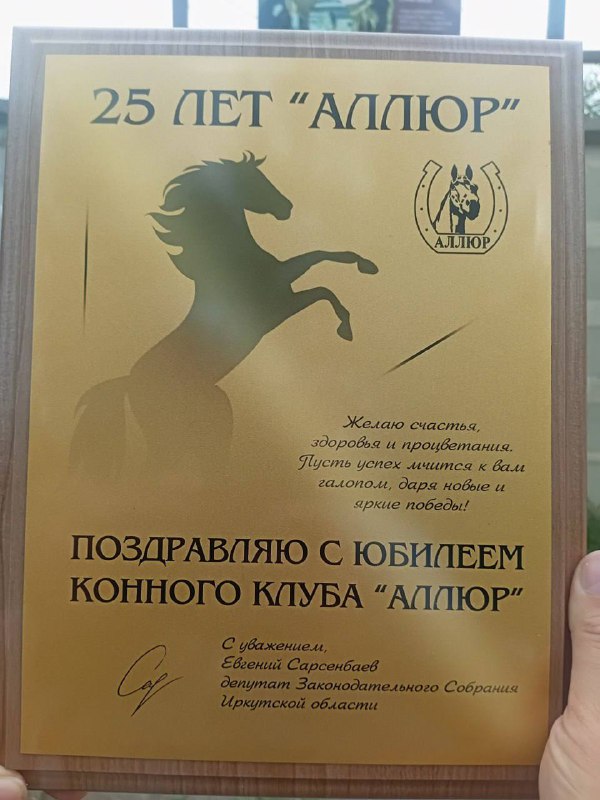 25 ЛЕТ "АЛЛЮР"
АЛЛЮР
Желаю счастья,
здоровья и процветания.
Пусть успех мчится к вам
галопом, даря новые и
яркие победы!
ПОЗДРАВЛЯЮ С ЮБИЛЕЕМ
КОННОГО КЛУБА "АЛЛЮР"
С уважением,
Евгений Сарсенбаев
депутат Законодательного Собрания
Иркутской области